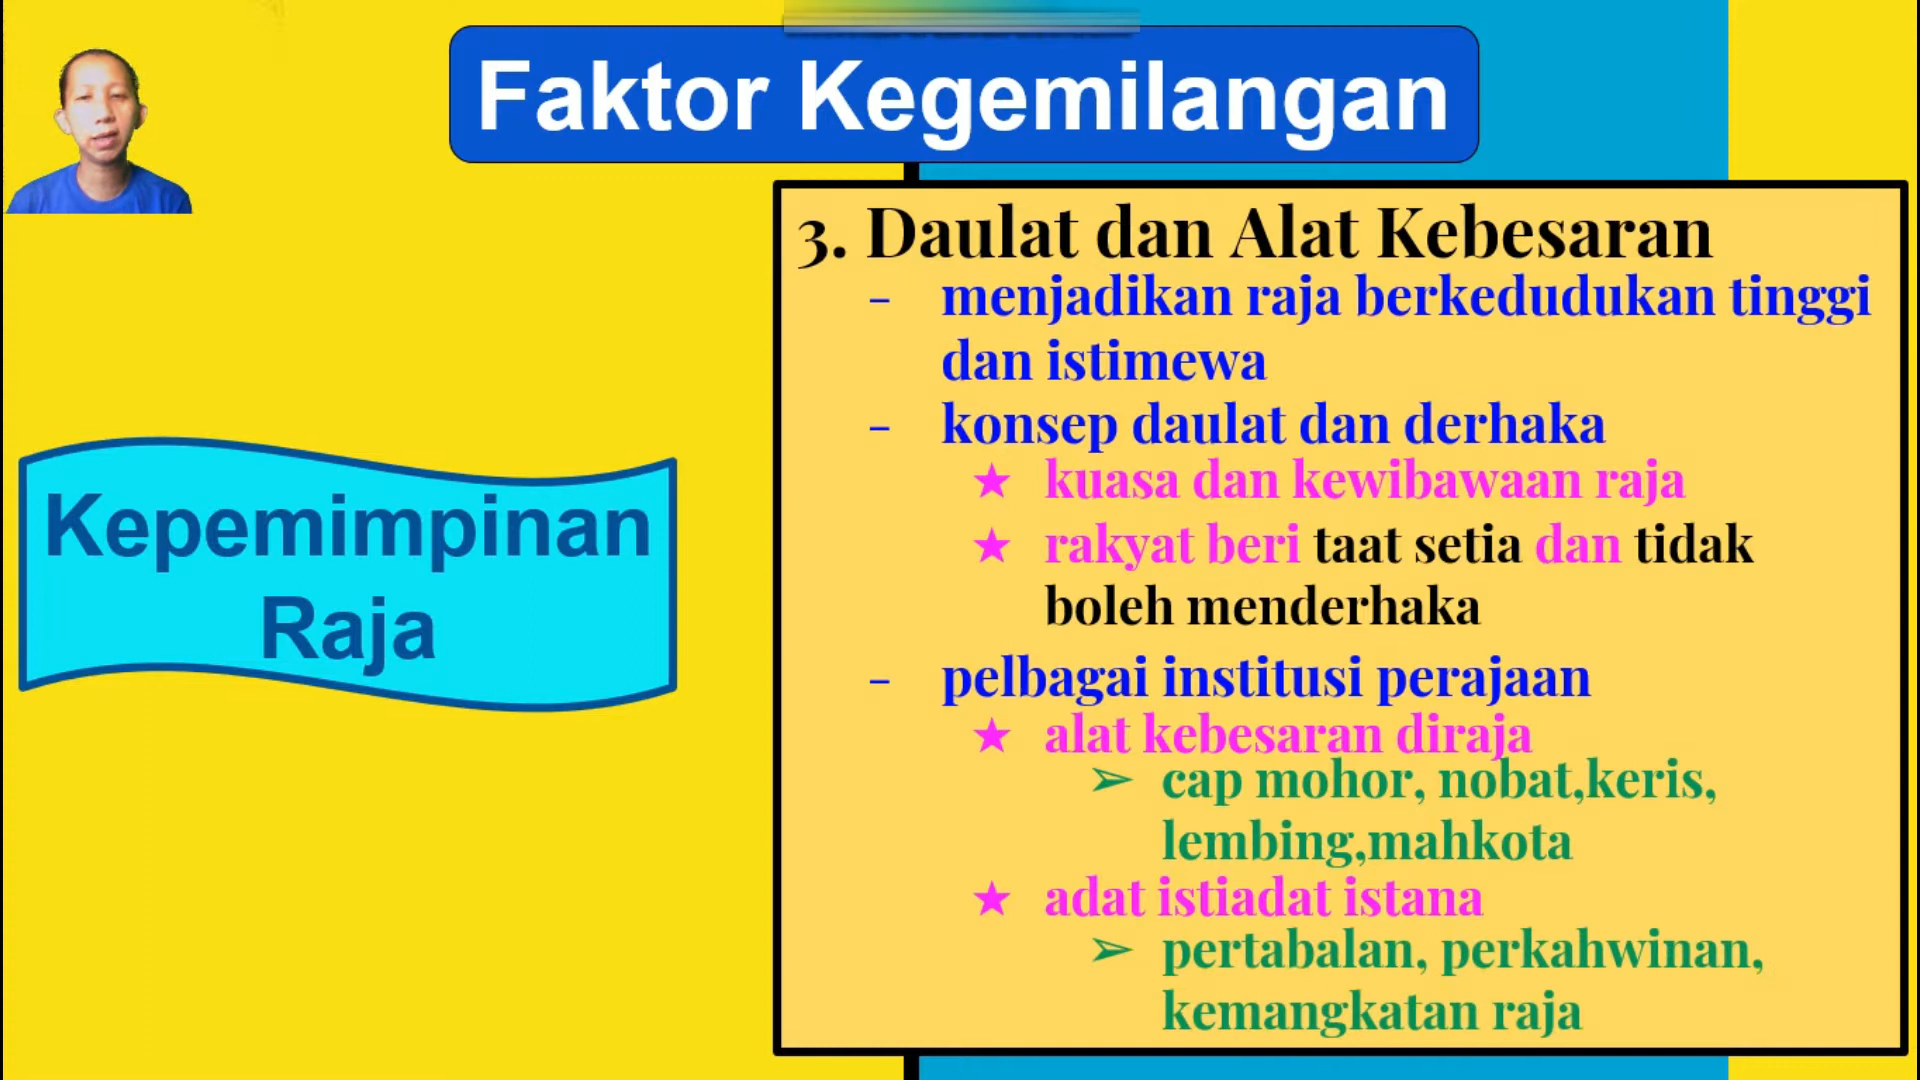 Faktor Kegemilangan
Kepemimpinan
Raja
3. Daulat dan Alat Kebesaran
- menjadikan raja berkedudukan tinggi
dan istimewa
- konsep daulat dan derhaka
★ kuasa dan kewibawaan raja
★ rakyat beri taat setia dan tidak
boleh menderhaka
- pelbagai institusi perajaan
★ alat kebesaran diraja
➢ cap mohor, nobat,keris,
lembing,mahkota
★ adat istiadat istana
➢ pertabalan, perkahwinan,
kemangkatan raja